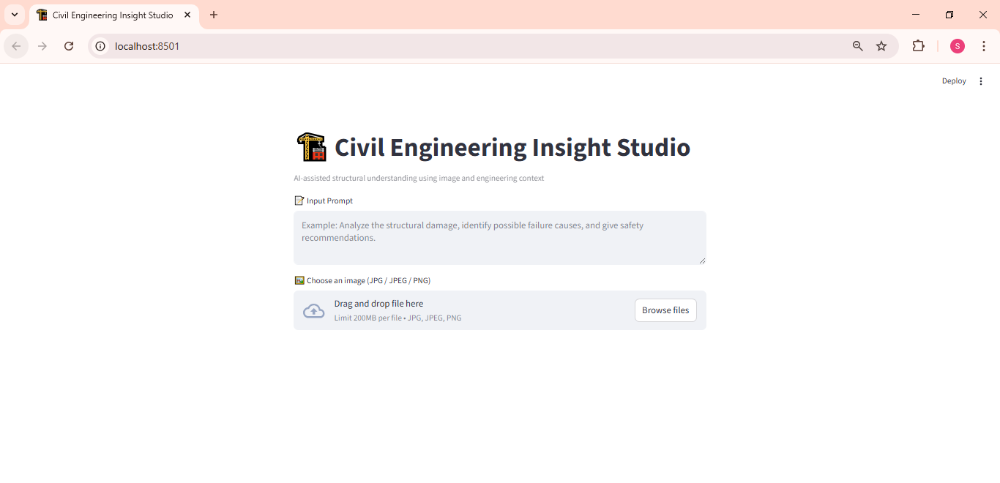 Civil Engineering Insight Studio
localhost:8501
S
Deploy
Civil Engineering Insight Studio
AI-assisted structural understanding using image and engineering context
Input Prompt
Example: Analyze the structural damage, identify possible failure causes, and give safety
recommendations.
Choose an image (JPG / JPEG / PNG)
Drag and drop file here
Limit 200MB per file • JPG, JPEG, PNG
Browse files